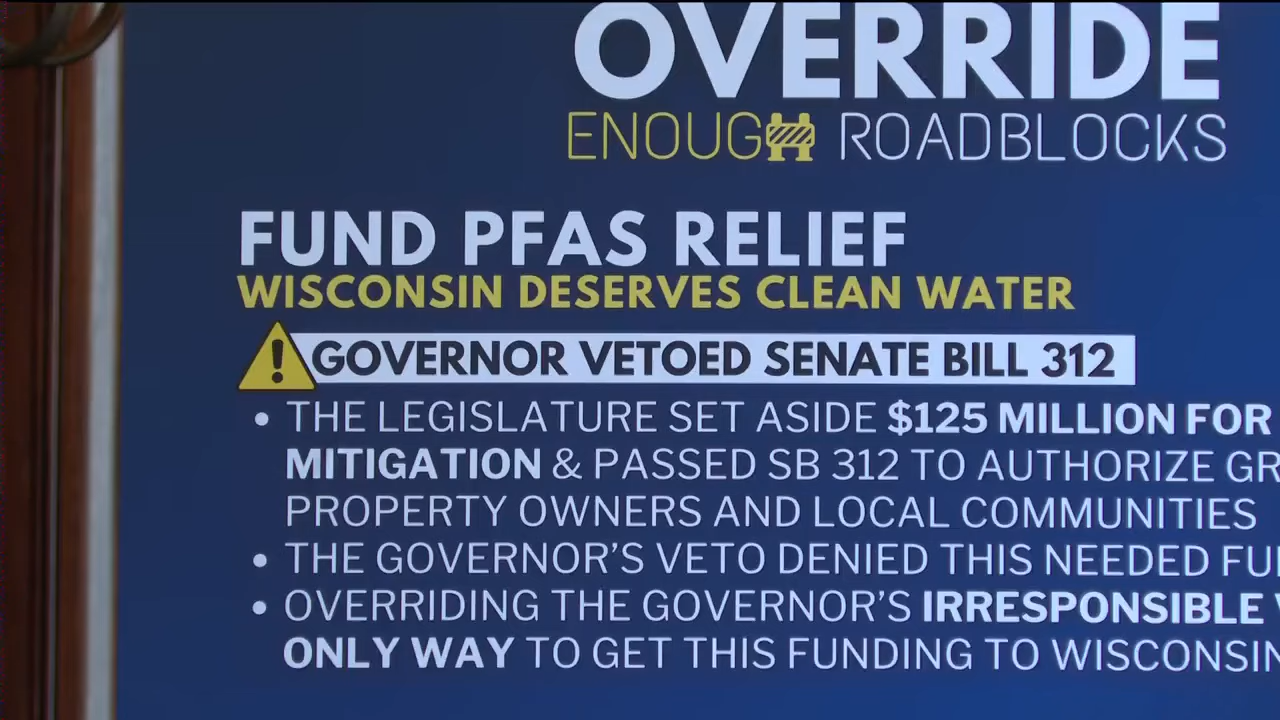 OVERRIDE
ENOUGH ROADBLOCKS
FUND PFAS RELIEF
WISCONSIN DESERVES CLEAN WATER
GOVERNOR VETOED SENATE BILL 312
• THE LEGISLATURE SET ASIDE $125 MILLION FOR
MITIGATION & PASSED SB 312 TO AUTHORIZE
PROPERTY OWNERS AND LOCAL COMMUNITIES
• THE GOVERNOR'S VETO DENIED THIS NEEDED
• OVERRIDING THE GOVERNOR'S IRRESPONSIBLE
ONLY WAY TO GET THIS FUNDING TO WISCONSIN